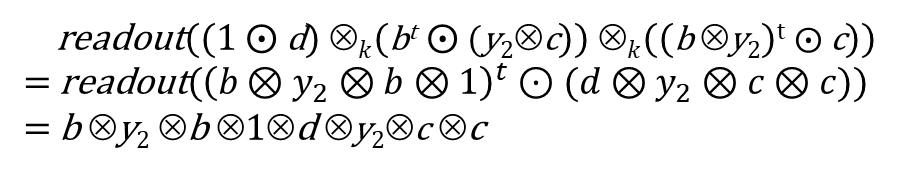 readout((1 ⊙ d) ⊗ₖ(bᵗ ⊙ (y₂⊗c)) ⊗ₖ((b⊗y₂)ᵗ ⊙ c))
= readout((b ⊗ y₂ ⊗ b ⊗ 1)ᵗ ⊙ (d ⊗ y₂ ⊗ c ⊗ c))
= b⊗y₂ ⊗b⊗1⊗d⊗y₂⊗c⊗c